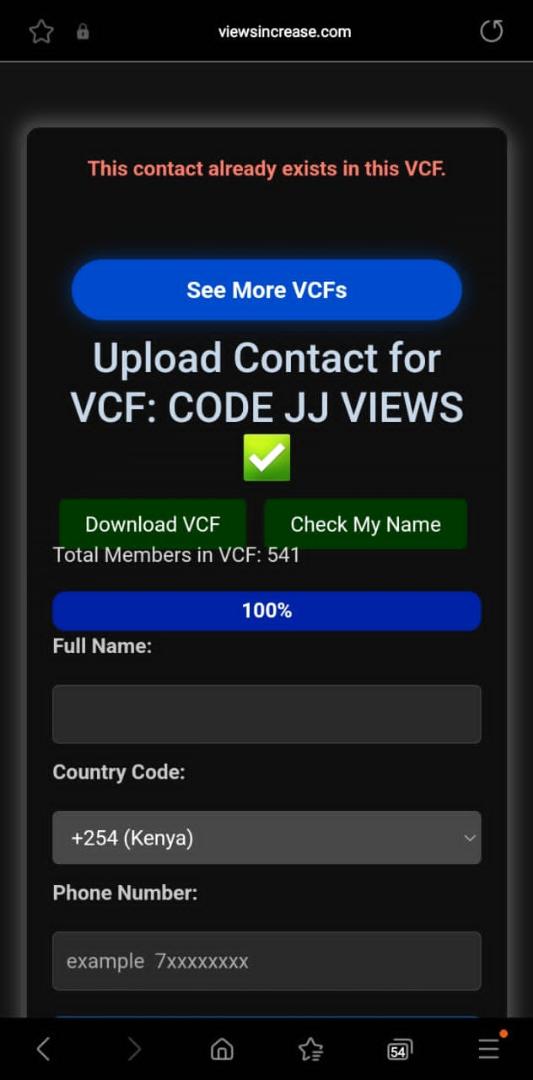 viewsincrease.com
This contact already exists in this VCF.
See More VCFs
Upload Contact for
VCF: CODE JJ VIEWS
✅
Download VCF
Check My Name
Total Members in VCF: 541
100%
Full Name:
Country Code:
+254 (Kenya)
Phone Number:
example 7xxxxxxxx
54